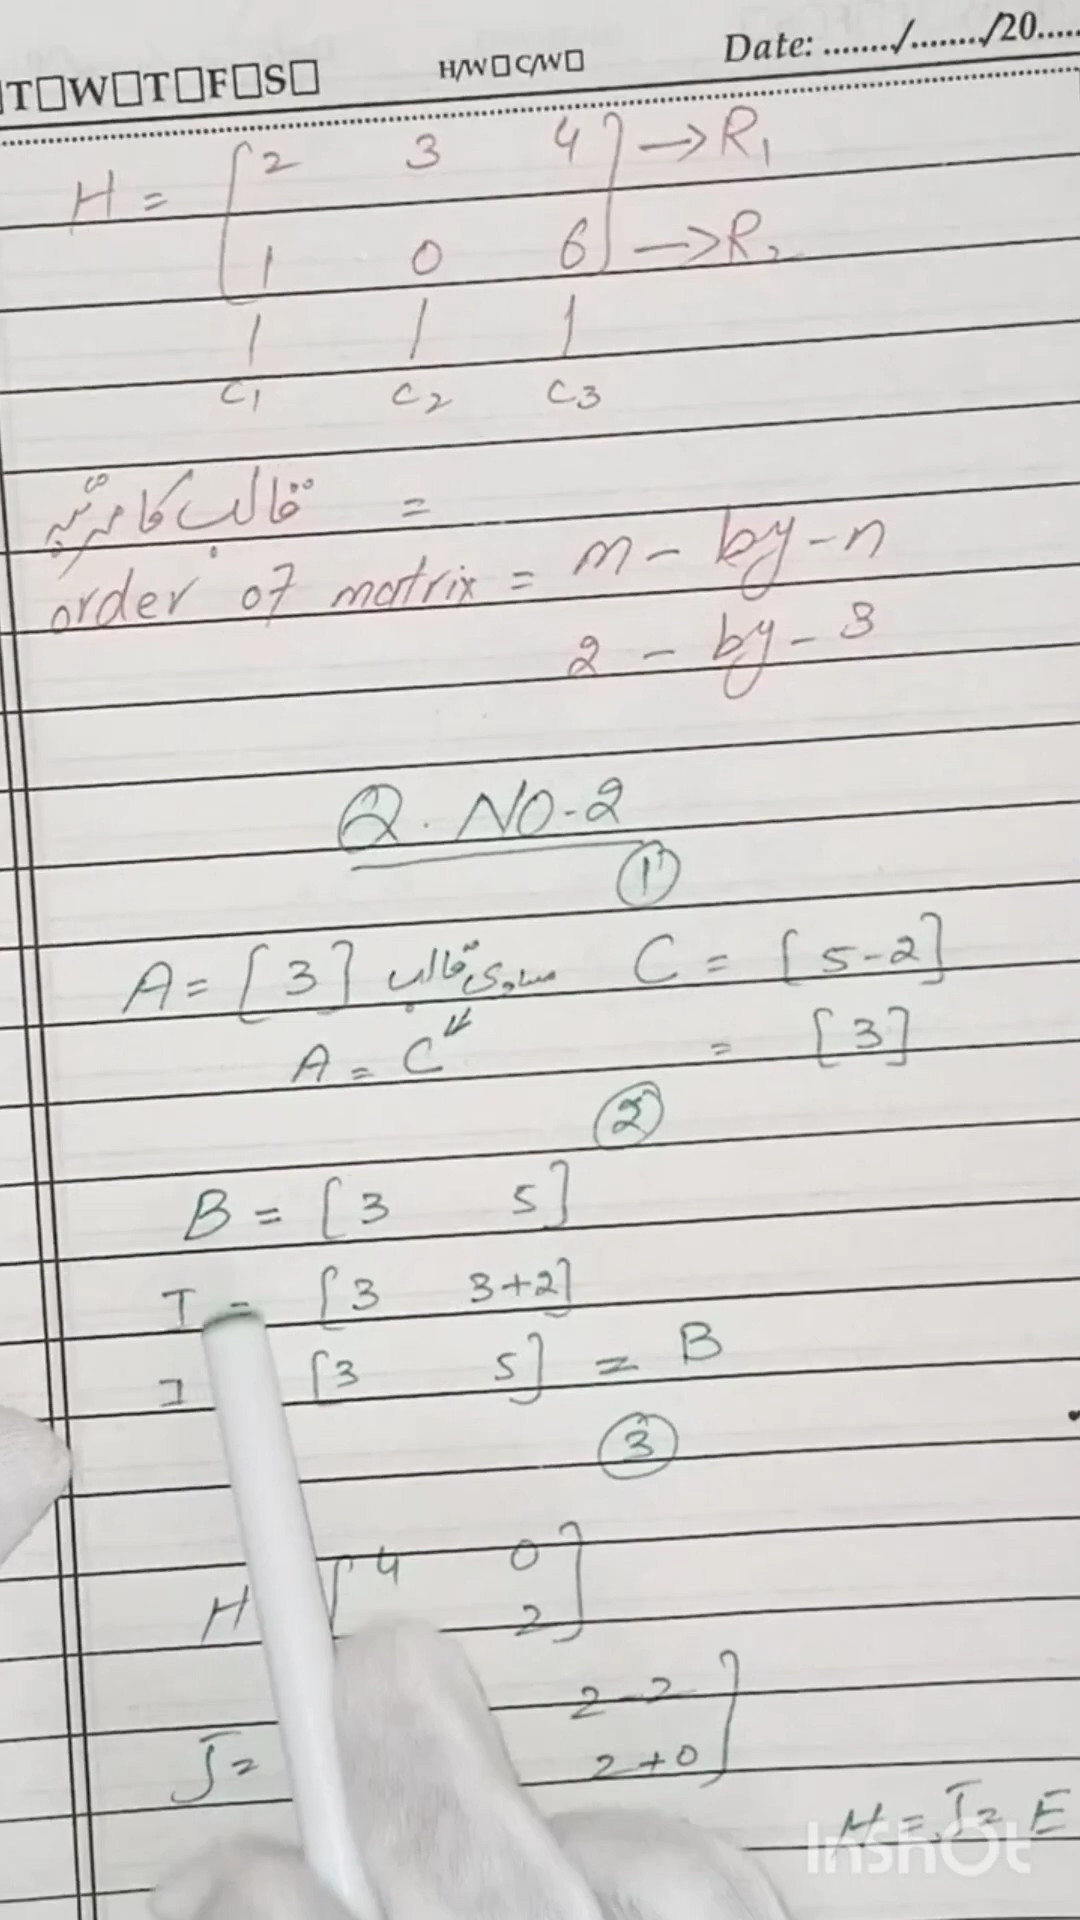 T□W□T□F□S□ H/W□C/W□ Date: ......./......./20.....
H = [2 3 4] → R1
[1 0 6] → R2
C1 C2 C3
قالب کا مرتبہ =
order of matrix = m - by - n
2 - by - 3
Q. NO-2
1
A = [3] مساوی قالب C = [5-2]
A = C = [3]
2
B = [3 5]
I = [3 3+2]
I [3 5] = B
3
H [4 0
2]
J = 2-2]
2+0]
H = J = E
InShOt